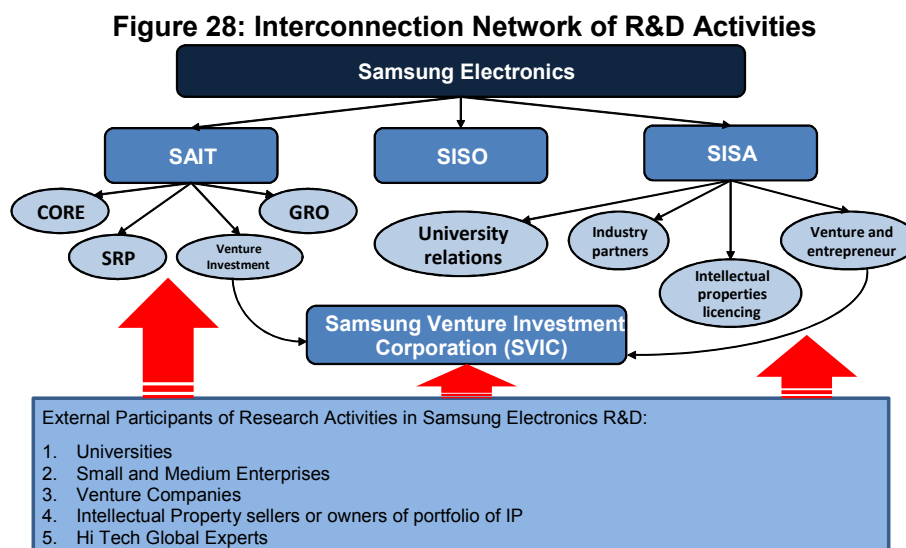 Figure 28: Interconnection Network of R&D Activities
Samsung Electronics
SAIT
SISO
SISA
CORE
GRO
SRP
Venture
Investment
University
relations
Industry
partners
Venture and
entrepreneur
Intellectual
properties
licencing
Samsung Venture Investment
Corporation (SVIC)
External Participants of Research Activities in Samsung Electronics R&D:
1. Universities
2. Small and Medium Enterprises
3. Venture Companies
4. Intellectual Property sellers or owners of portfolio of IP
5. Hi Tech Global Experts